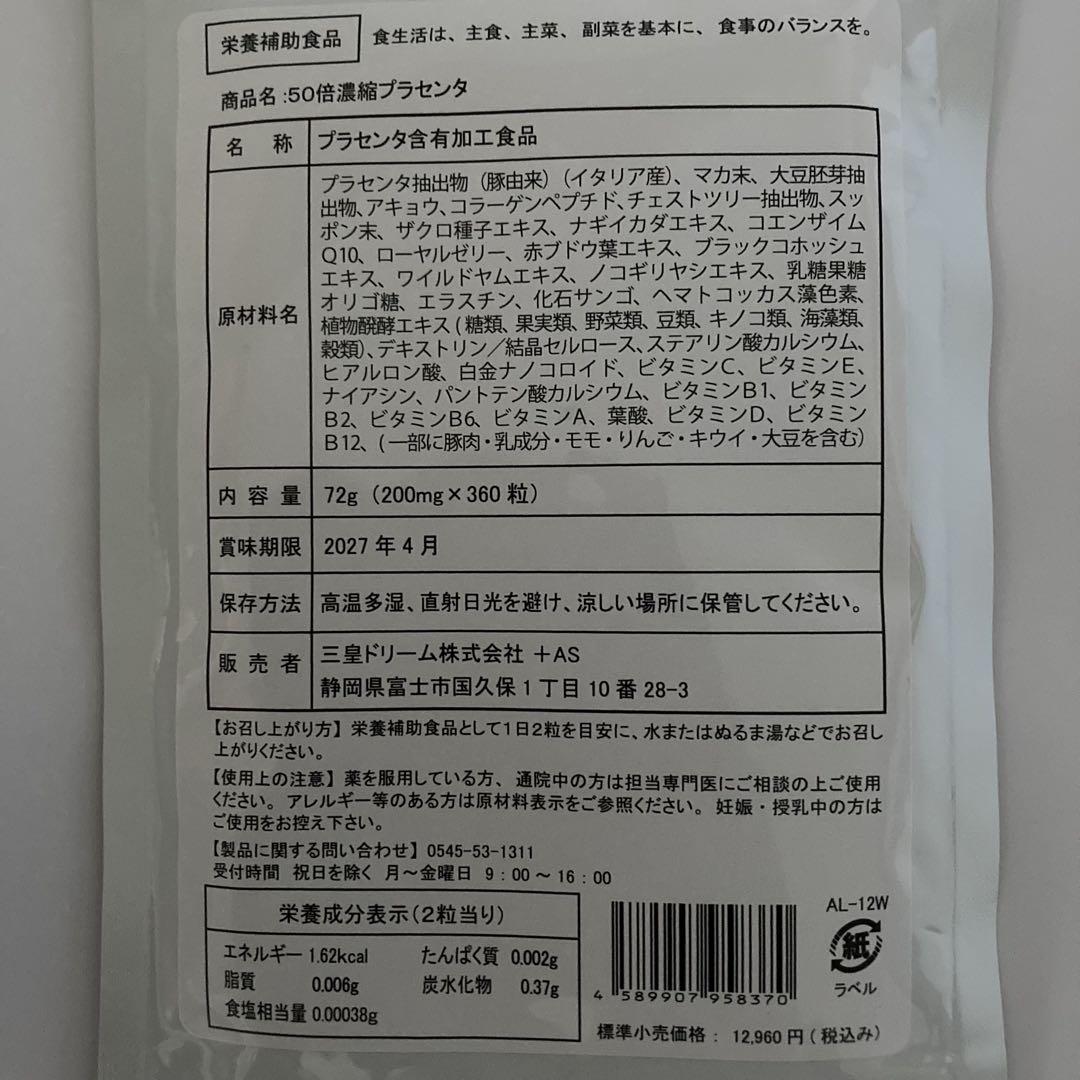 栄養補助食品 食生活は、主食、主菜、副菜を基本に、食事のバランスを。
商品名:50倍濃縮プラセンタ
名 称 プラセンタ含有加工食品
原材料名
プラセンタ抽出物(豚由来)(イタリア産)、マカ末、大豆胚芽抽
出物、アキョウ、コラーゲンペプチド、チェストツリー抽出物、スッ
ポン末、ザクロ種子エキス、ナギイカダエキス、コエンザイム
Q10、ローヤルゼリー、赤ブドウ葉エキス、ブラックコホッシュ
エキス、ワイルドヤムエキス、ノコギリヤシエキス、乳糖果糖
オリゴ糖、エラスチン、化石サンゴ、ヘマトコッカス藻色素、
植物醗酵エキス(糖類、果実類、野菜類、豆類、キノコ類、海藻類、
穀類)、デキストリン/結晶セルロース、ステアリン酸カルシウム、
ヒアルロン酸、白金ナノコロイド、ビタミンC、ビタミンE、
ナイアシン、パントテン酸カルシウム、ビタミンB1、ビタミン
B2、ビタミンB6、ビタミンA、葉酸、ビタミンD、ビタミン
B12、(一部に豚肉・乳成分・モモ・りんご・キウイ・大豆を含む)
内容量 72g(200mg×360粒)
賞味期限 2027年4月
保存方法 高温多湿、直射日光を避け、涼しい場所に保管してください。
販売者 三皇ドリーム株式会社 +AS
静岡県富士市国久保1丁目10番28-3
【お召し上がり方】栄養補助食品として1日2粒を目安に、水またはぬるま湯などでお召し
上がりください。
【使用上の注意】薬を服用している方、通院中の方は担当専門医にご相談の上ご使用
ください。アレルギー等のある方は原材料表示をご参照ください。妊娠・授乳中の方は
ご使用をお控え下さい。
【製品に関する問い合わせ】0545-53-1311
受付時間 祝日を除く 月~金曜日 9:00~16:00
栄養成分表示(2粒当り)
エネルギー 1.62kcal たんぱく質 0.002g
脂質 0.006g 炭水化物 0.37g
食塩相当量 0.00038g
AL-12W
紙
ラベル
4 589907 958370
標準小売価格: 12,960円(税込み)